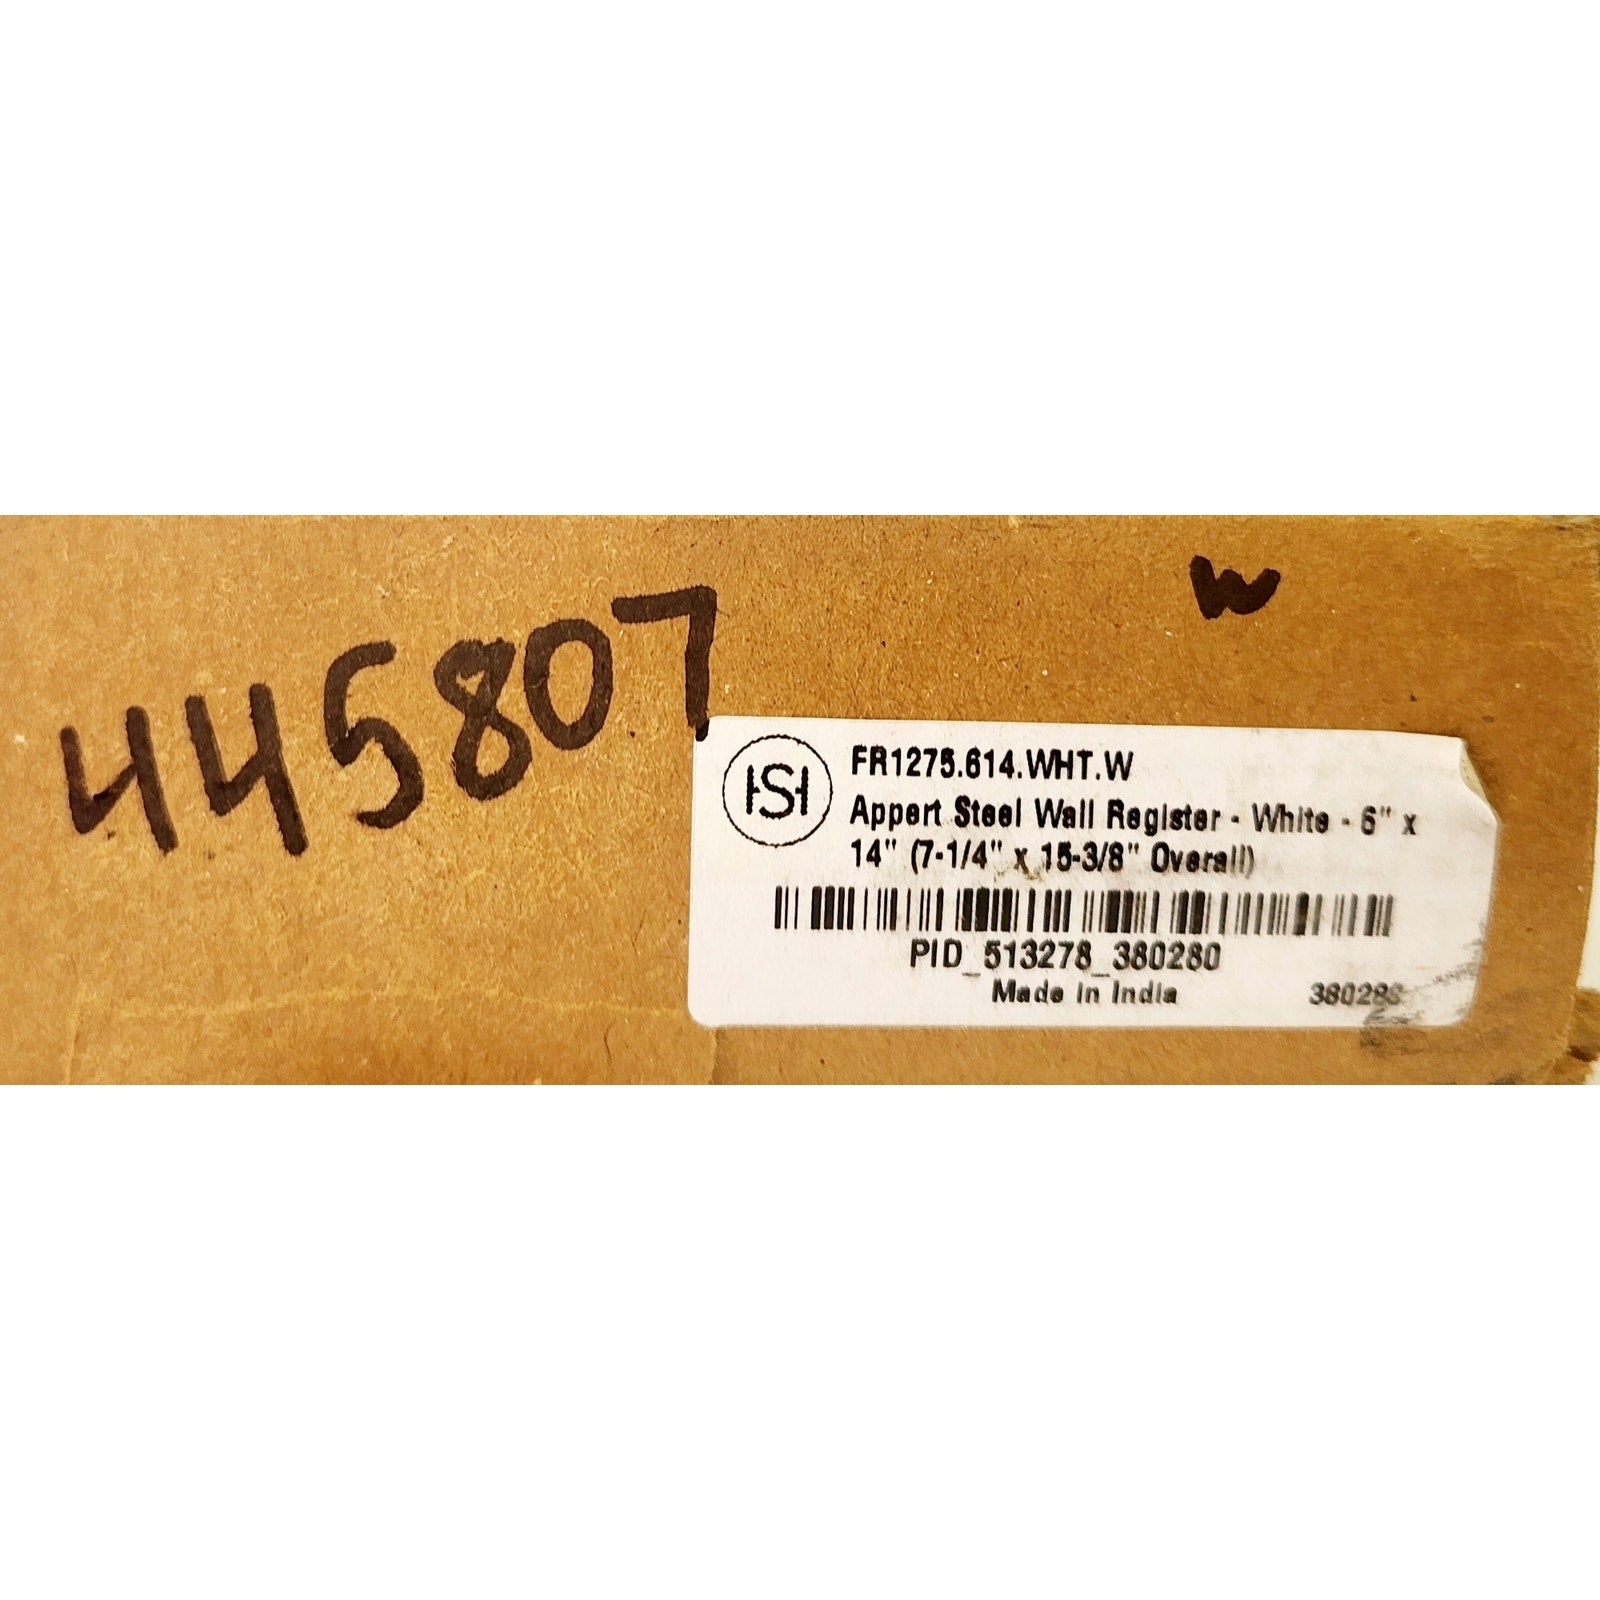 445807
w
HS
FR1275.614.WHT.W
Appert Steel Wall Register - White - 6" x
14" (7-1/4" x 15-3/8" Overall)
PID_513278_380280
Made in India